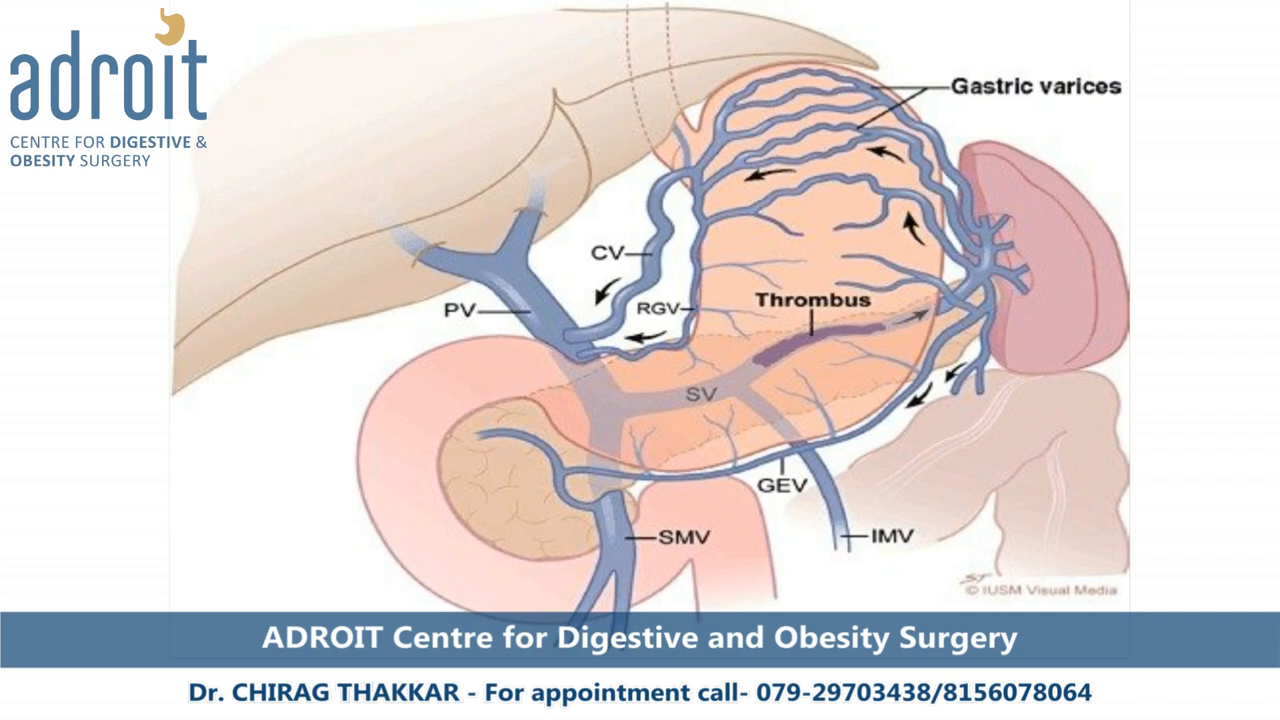 adroit
CENTRE FOR DIGESTIVE &
OBESITY SURGERY
Gastric varices
CV
PV
RGV
Thrombus
SV
GEV
SMV
IMV
© IUSM Visual Media
ADROIT Centre for Digestive and Obesity Surgery
Dr. CHIRAG THAKKAR - For appointment call- 079-29703438/8156078064